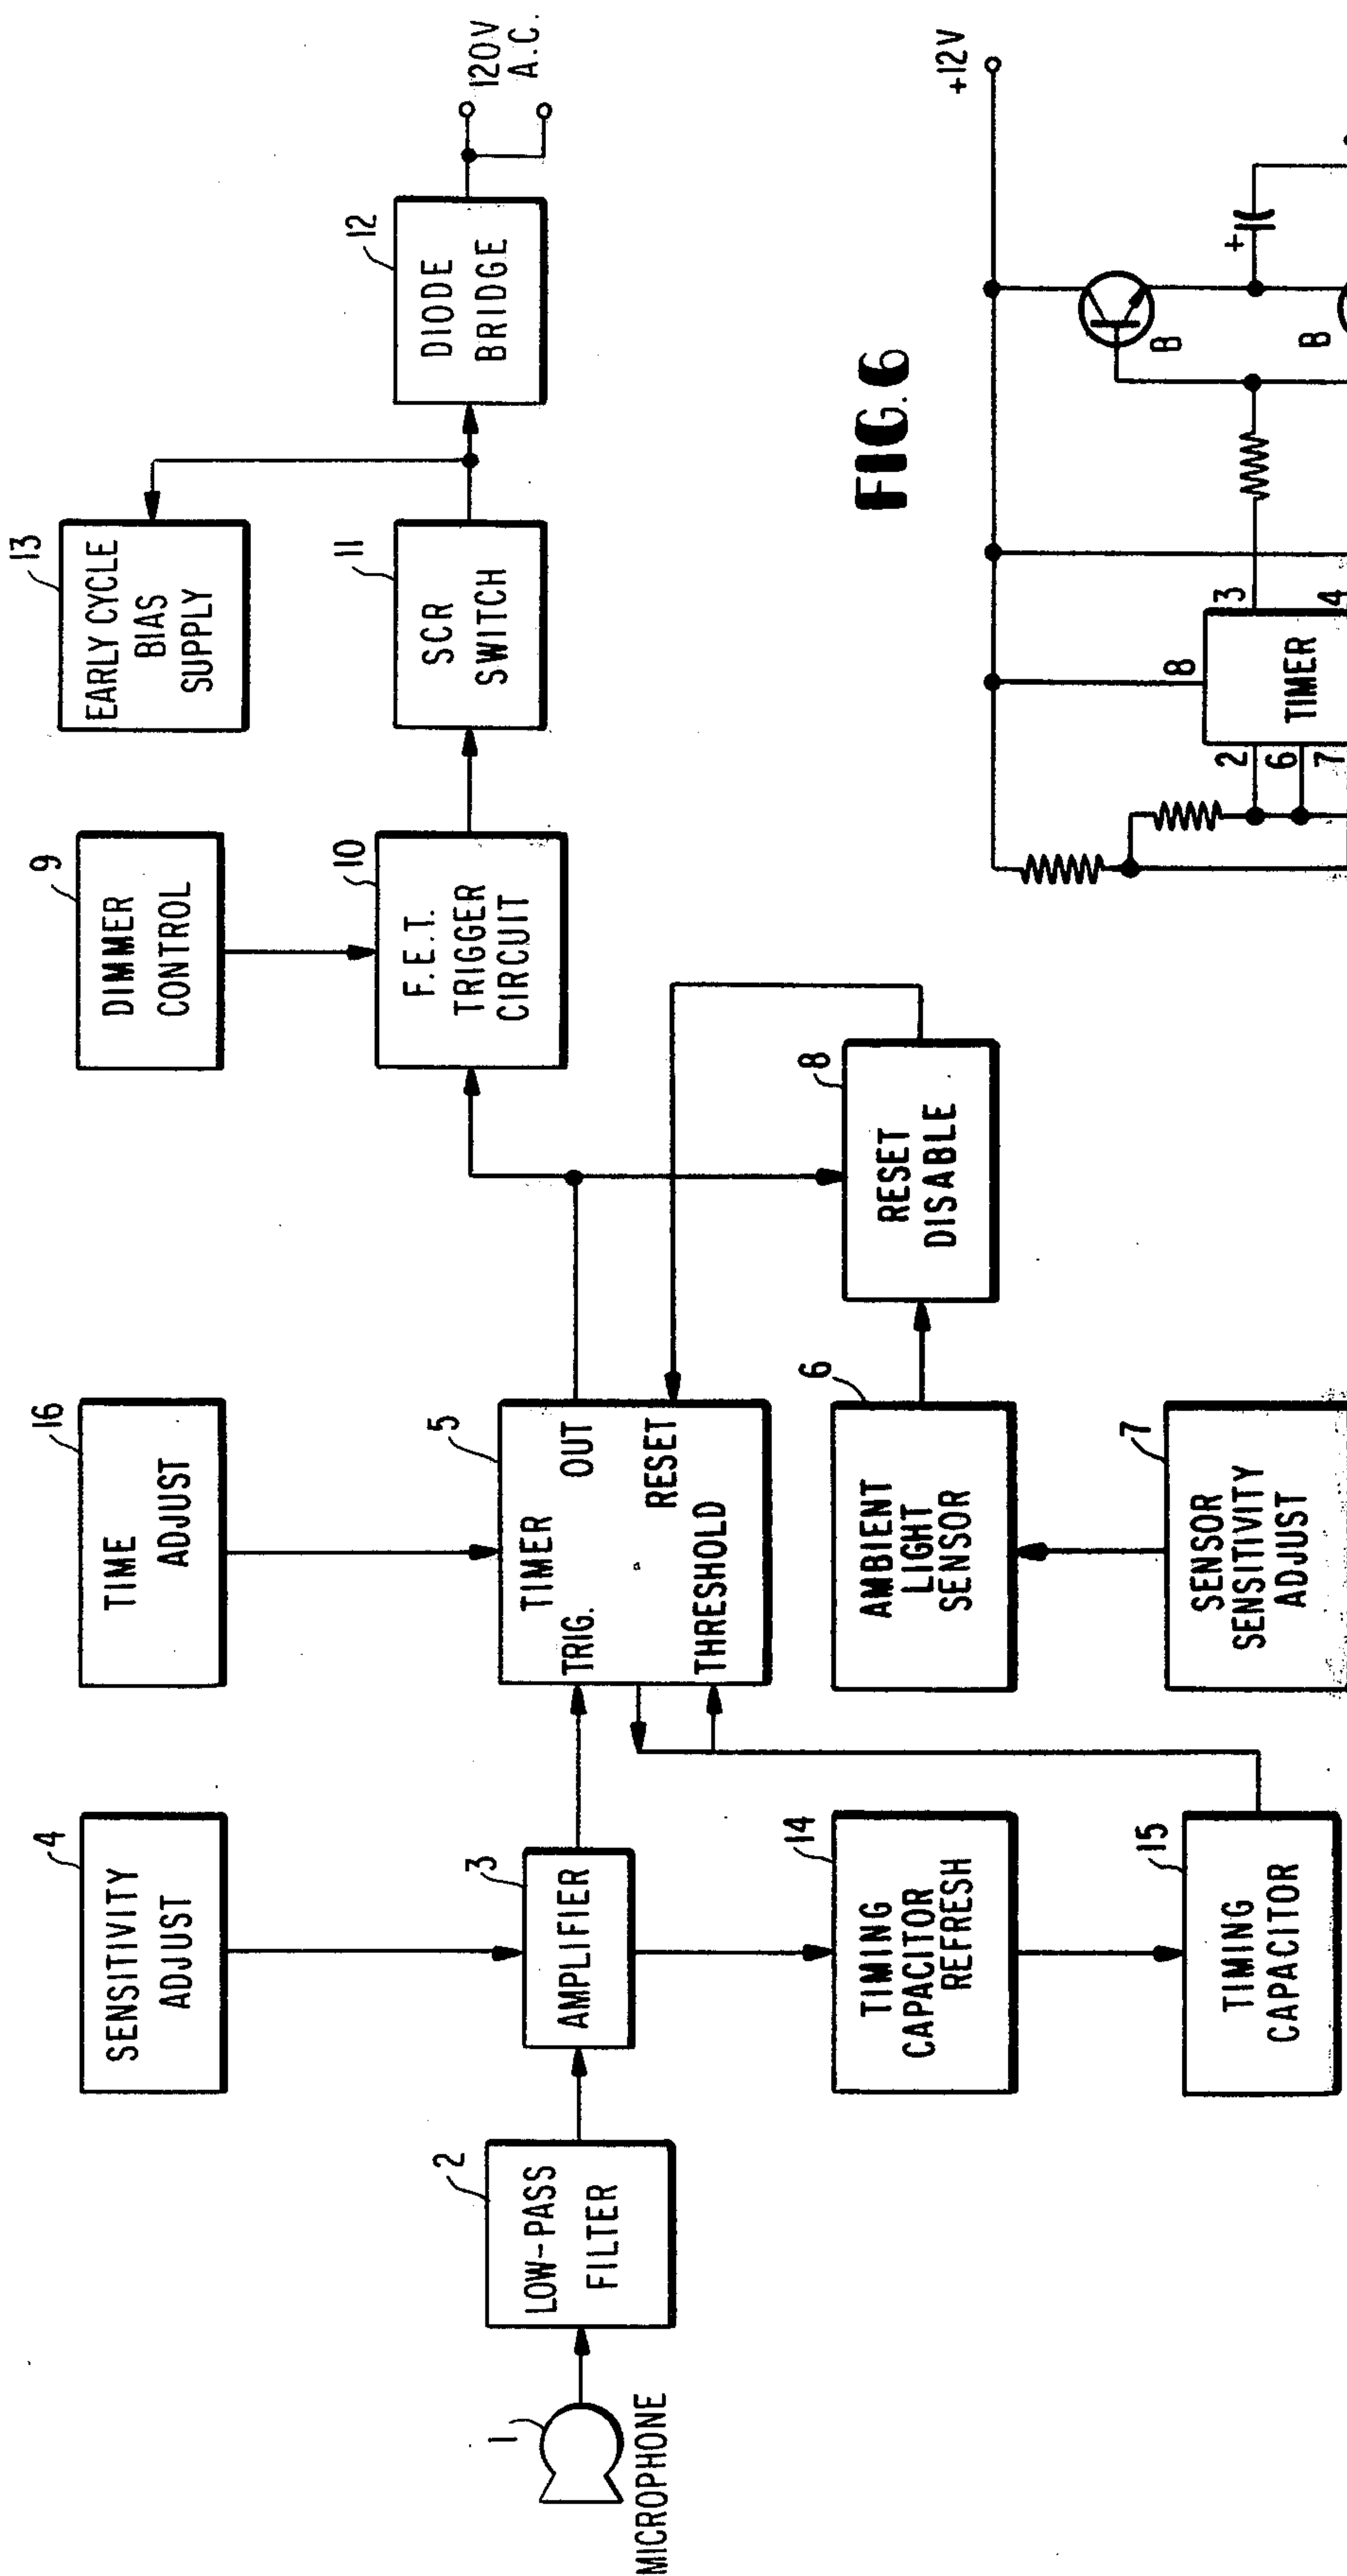 1
MICROPHONE
2
LOW-PASS
FILTER
4
SENSITIVITY
ADJUST
3
AMPLIFIER
14
TIMING
CAPACITOR
REFRESH
15
TIMING
CAPACITOR
16
TIME
ADJUST
5
TIMER
TRIG.
OUT
RESET
THRESHOLD
6
AMBIENT
LIGHT
SENSOR
7
SENSOR
SENSITIVITY
ADJUST
8
RESET
DISABLE
9
DIMMER
CONTROL
10
F.E.T.
TRIGGER
CIRCUIT
13
EARLY CYCLE
BIAS
SUPPLY
11
SCR
SWITCH
12
DIODE
BRIDGE
120V
A.C.
FIG. 6
+12V
8
2
6
7
TIMER
3
4
B
+
B